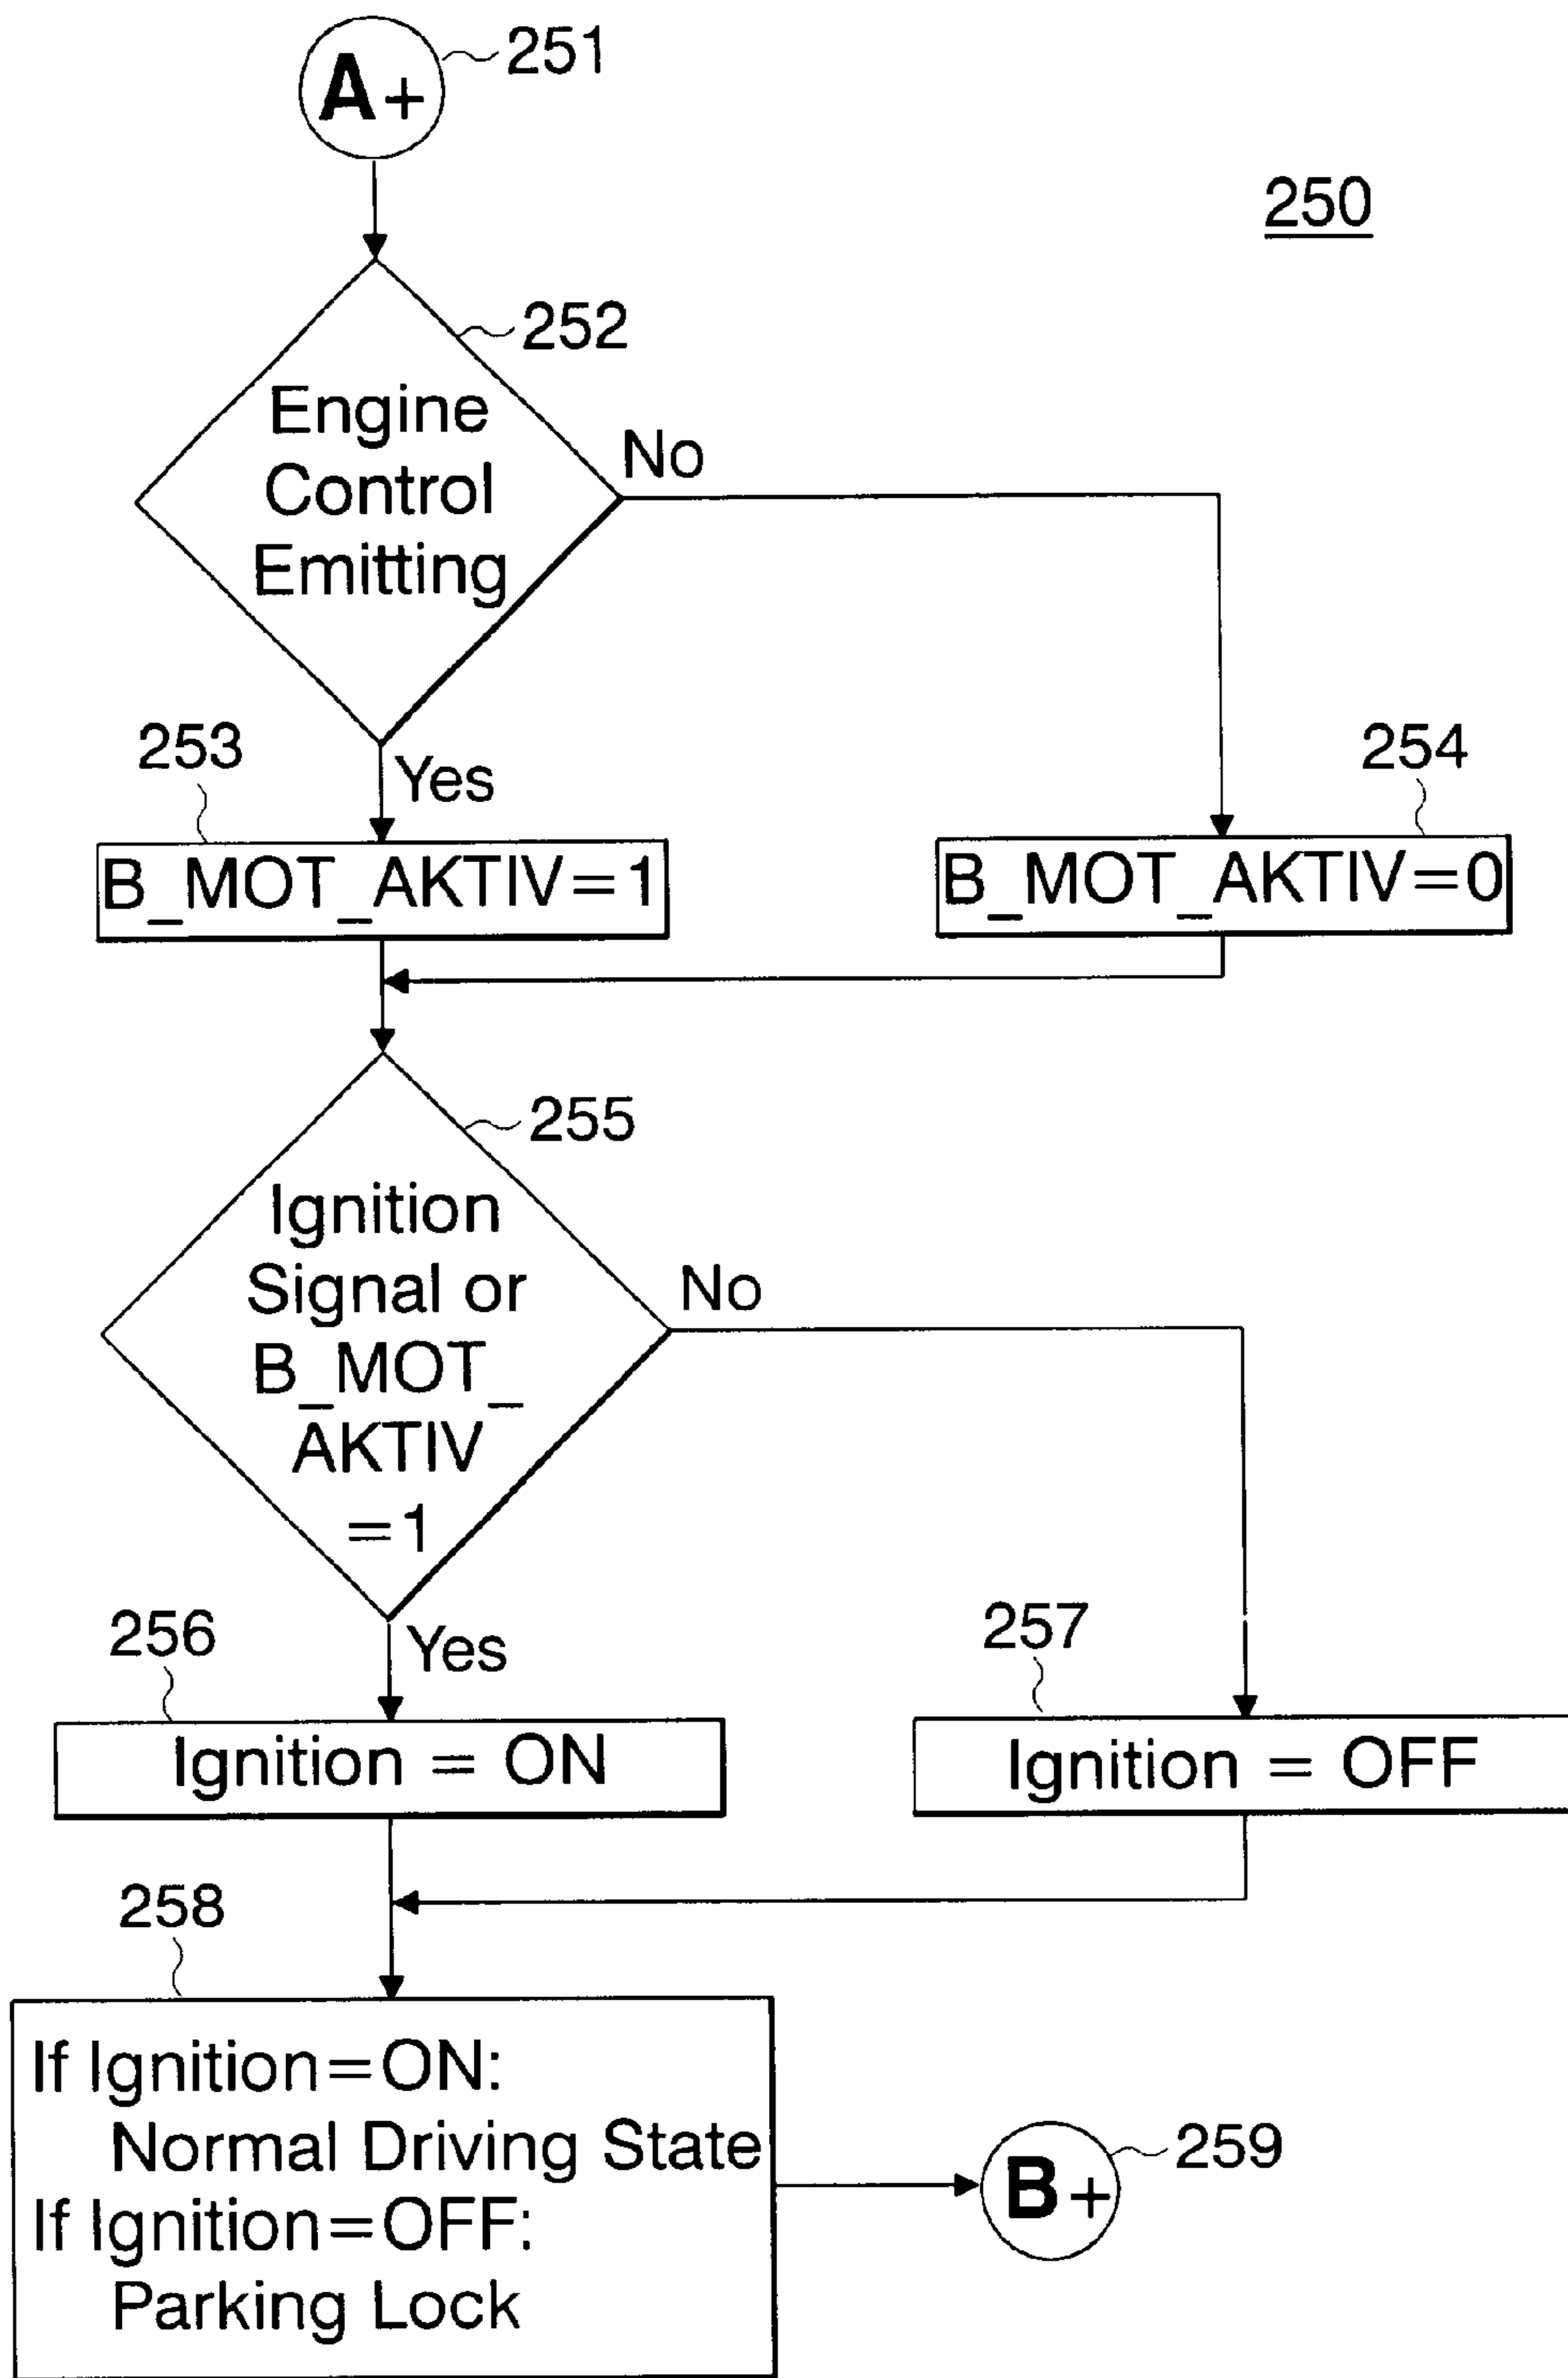 A+
251
250
252
Engine
Control
Emitting
No
Yes
253
254
B_MOT_AKTIV=1
B_MOT_AKTIV=0
255
Ignition
Signal or
B_MOT_
AKTIV
=1
No
Yes
256
257
Ignition = ON
Ignition = OFF
258
If Ignition=ON:
Normal Driving State
If Ignition=OFF:
Parking Lock
B+
259